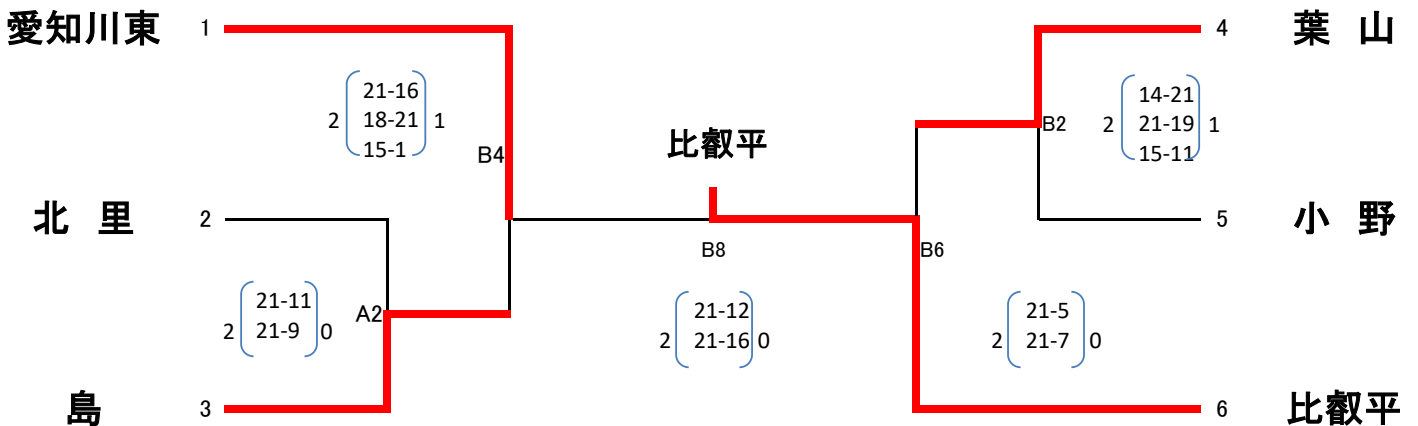 愛知川東 1
4 葉 山
2 21-16 18-21 15-1 1
B4
比叡平
B2
2 14-21 21-19 15-11 1
北 里 2
5 小 野
B8
B6
2 21-11 21-9 0
A2
2 21-12 21-16 0
2 21-5 21-7 0
島 3
6 比叡平